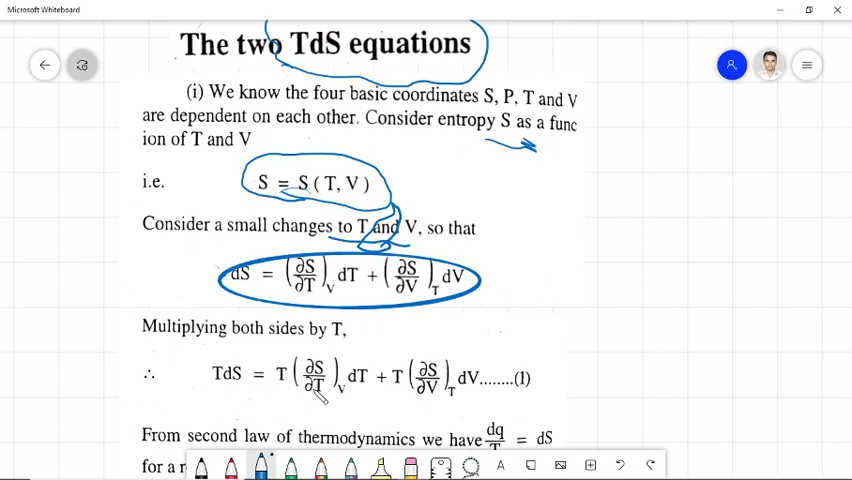 Microsoft Whiteboard
The two TdS equations
(i) We know the four basic coordinates S, P, T and V
are dependent on each other. Consider entropy S as a func
ion of T and V
i.e. S = S ( T, V )
Consider a small changes to T and V, so that
dS = (∂S/∂T)_V dT + (∂S/∂V)_T dV
Multiplying both sides by T,
∴ TdS = T (∂S/∂T)_V dT + T (∂S/∂V)_T dV........(1)
From second law of thermodynamics we have dq/T = dS
for a